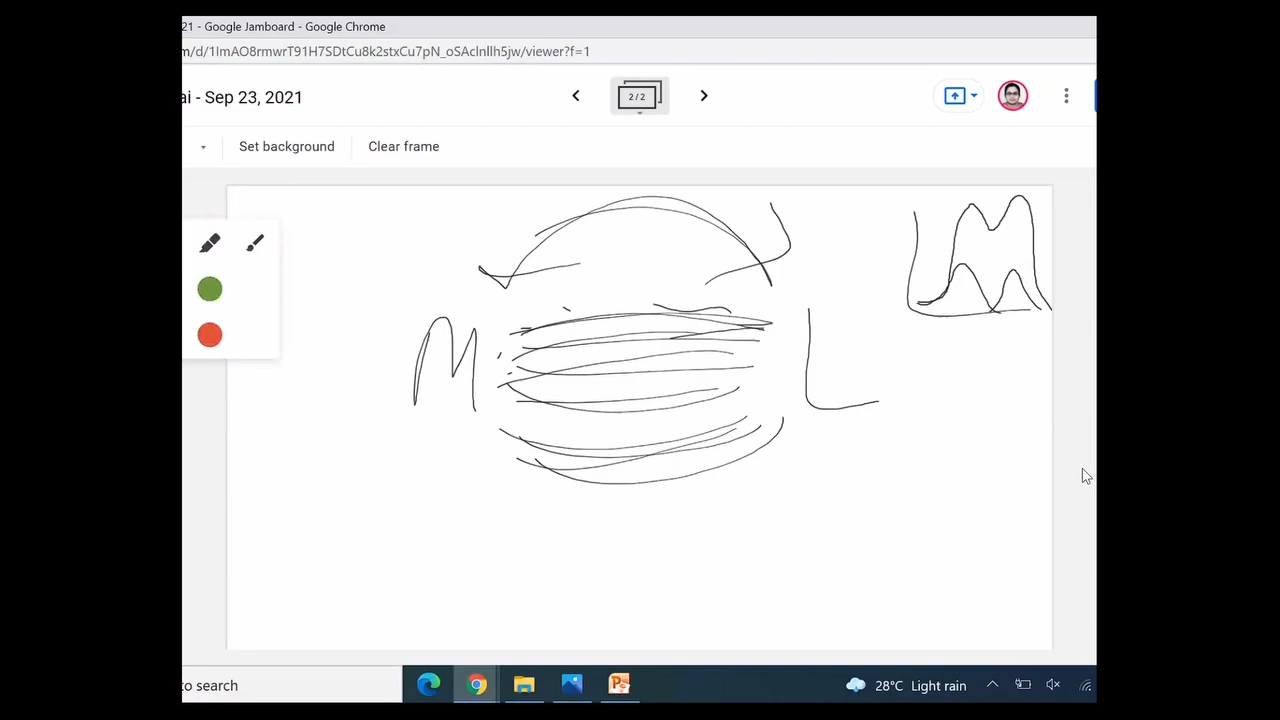 21 - Google Jamboard - Google Chrome
m/d/1ImAO8rmwrT91H7SDtCu8k2stxCu7pN_oSAclnllh5jw/viewer?f=1
ai - Sep 23, 2021
2/2
Set background
Clear frame
M
L
to search
28°C Light rain